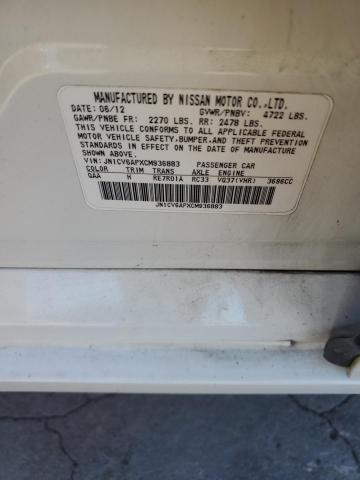 MANUFACTURED BY NISSAN MOTOR CO.,LTD.
DATE: 06/12 GVWR/PNBV: 4722 LBS.
GAWR/PNBE FR: 2270 LBS. RR: 2478 LBS.
THIS VEHICLE CONFORMS TO ALL APPLICABLE FEDERAL
MOTOR VEHICLE SAFETY,BUMPER,AND THEFT PREVENTION
STANDARDS IN EFFECT ON THE DATE OF MANUFACTURE
SHOWN ABOVE.
VIN: JN1CV6APXCM936883 PASSENGER CAR
COLOR TRIM TRANS AXLE ENGINE
QAA H RE7R01A RC33 VQ37(VHR) 3696CC
JN1CV6APXCM936883